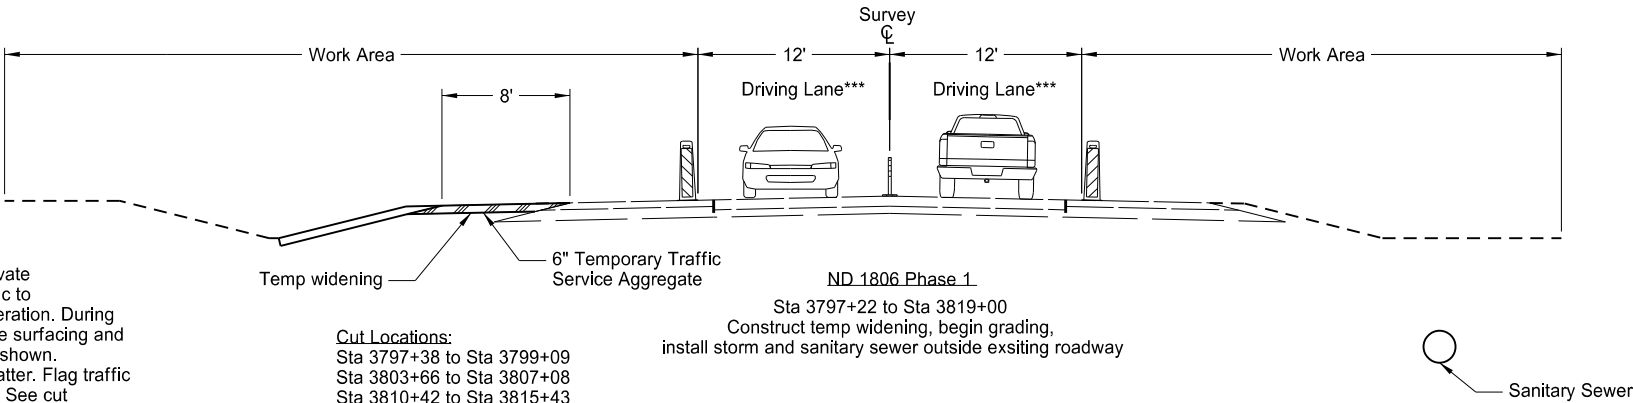 Survey
CL
Work Area
12'
12'
Work Area
Driving Lane***
Driving Lane***
8'
Temp widening
6" Temporary Traffic
Service Aggregate
ND 1806 Phase 1
Sta 3797+22 to Sta 3819+00
Construct temp widening, begin grading,
install storm and sanitary sewer outside exsiting roadway
Cut Locations:
Sta 3797+38 to Sta 3799+09
Sta 3803+66 to Sta 3807+08
Sta 3810+42 to Sta 3815+43
vate
c to
eration. During
e surfacing and
shown.
atter. Flag traffic
See cut
Sanitary Sewer